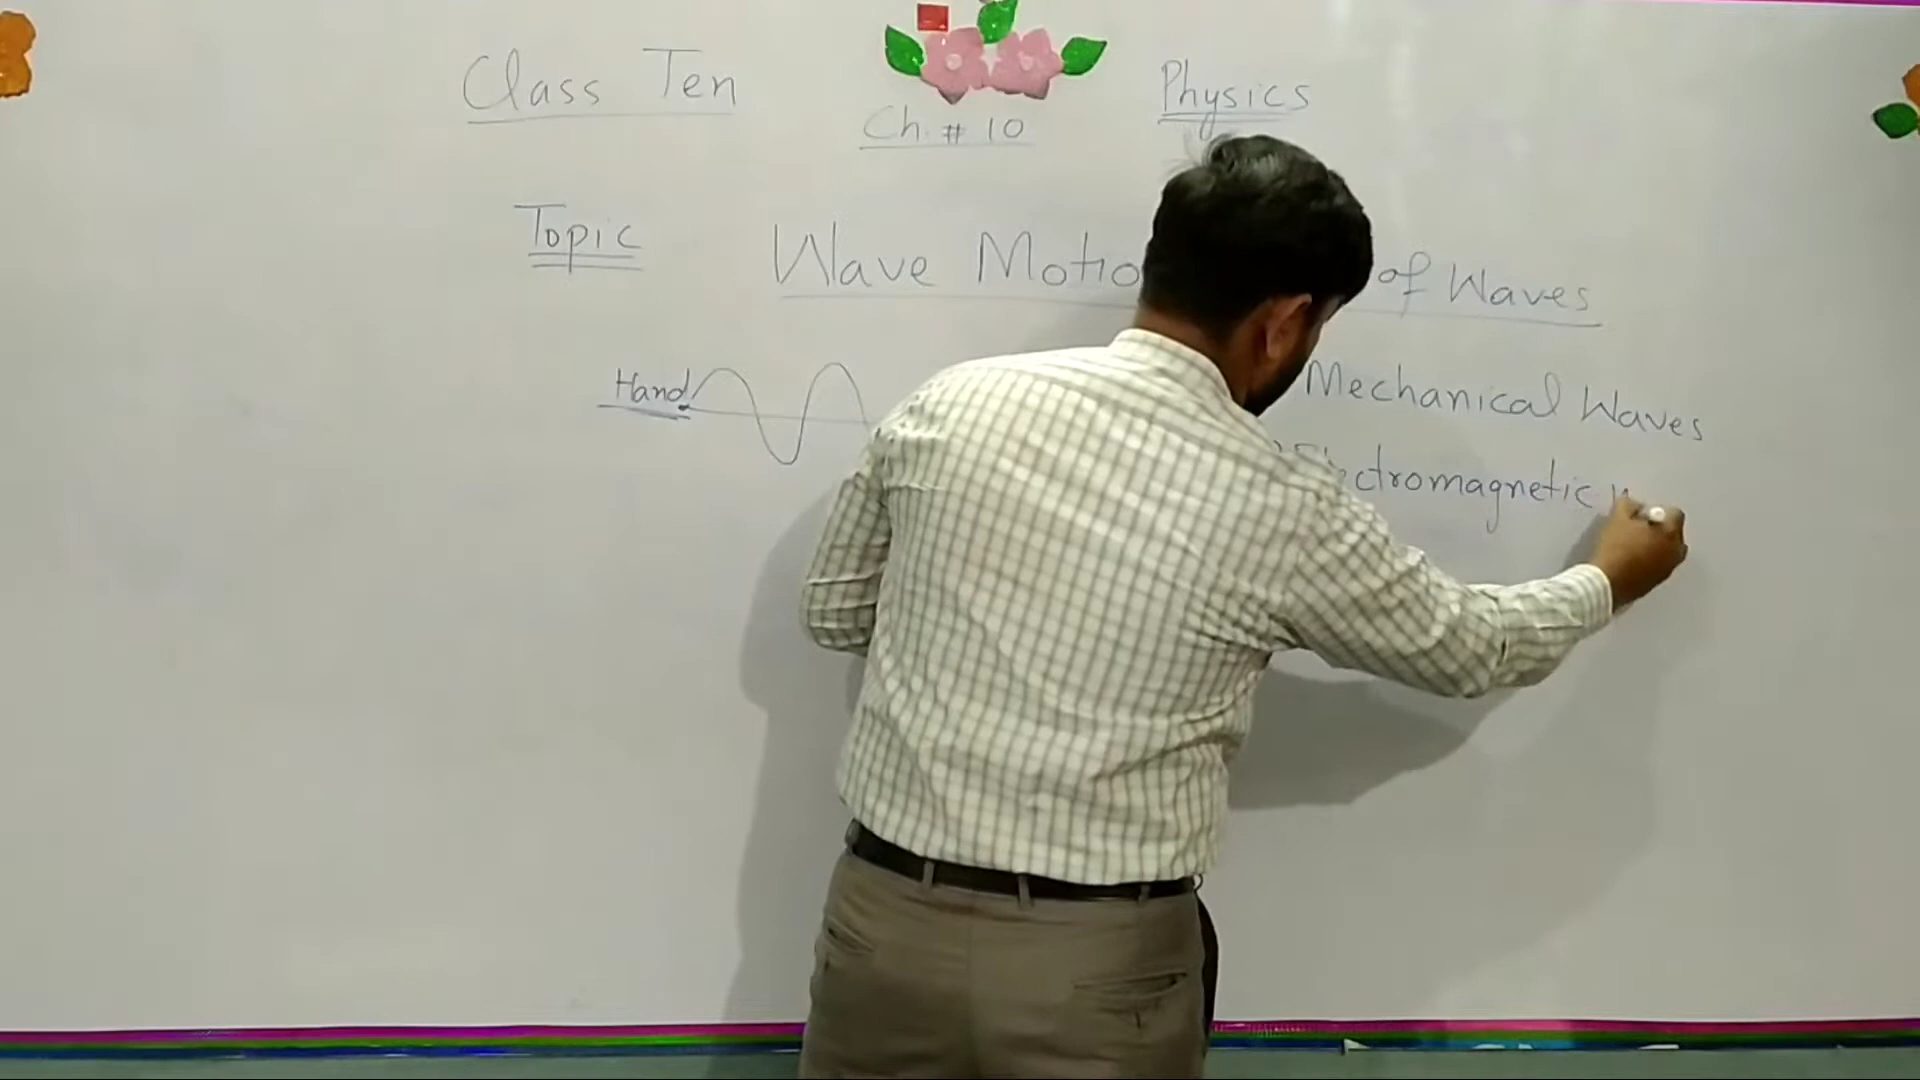 Class Ten
Physics
Ch. # 10
Topic
Wave Motio of Waves
Hand
Mechanical Waves
ctromagnetic